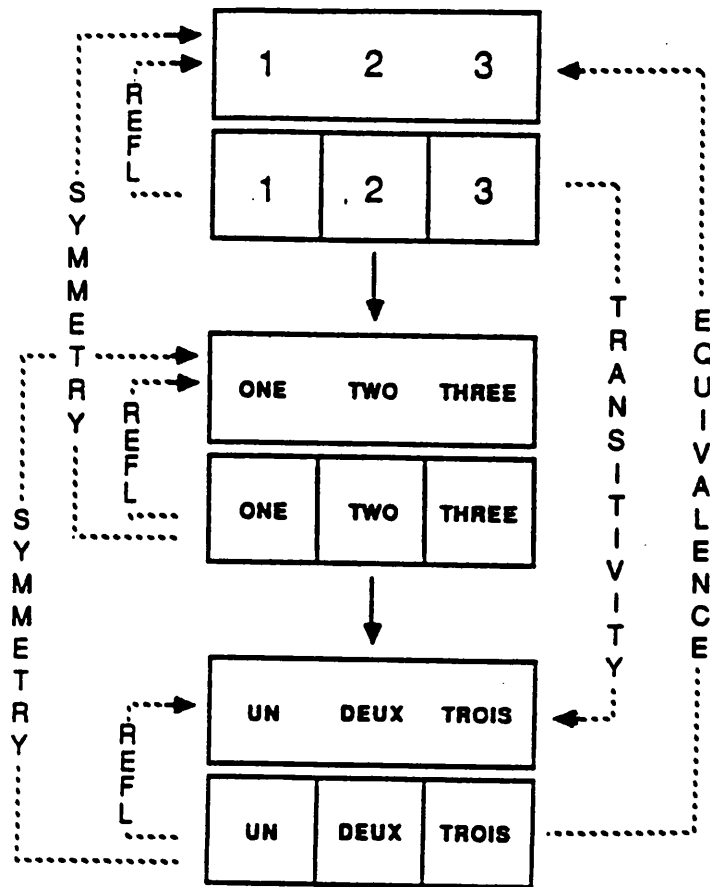 1 2 3
REFL
1 2 3
SYMMETRY
ONE TWO THREE
REFL
ONE TWO THREE
SYMMETRY
TRANSITIVITY
EQUIVALENCE
UN DEUX TROIS
REFL
UN DEUX TROIS